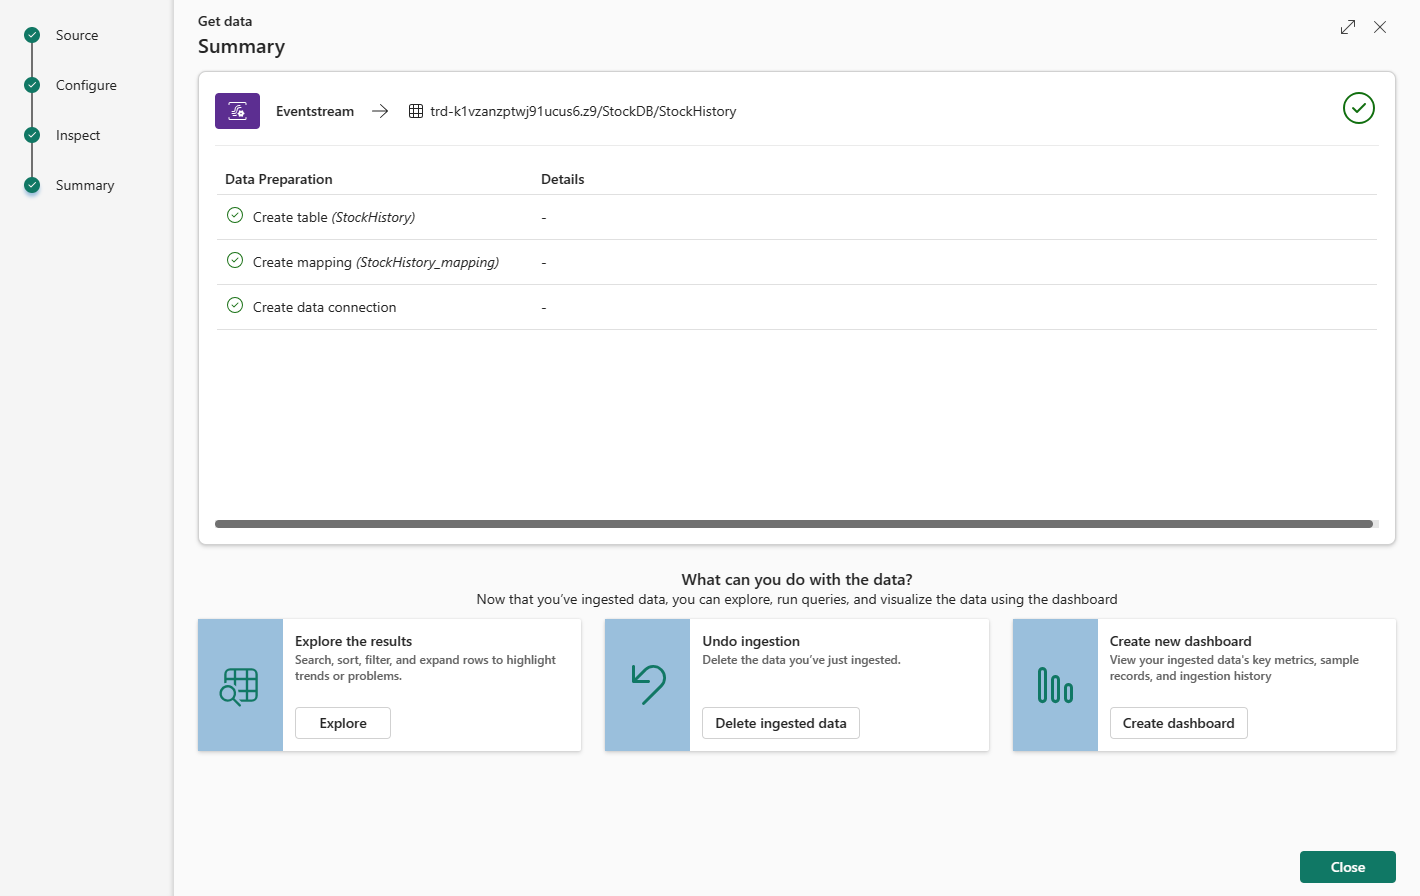 Source
Configure
Inspect
Summary
Get data
Summary
Eventstream
trd-k1vzanzptwj91ucus6.z9/StockDB/StockHistory
Data Preparation
Details
Create table (StockHistory)
-
Create mapping (StockHistory_mapping)
-
Create data connection
-
What can you do with the data?
Now that you’ve ingested data, you can explore, run queries, and visualize the data using the dashboard
Explore the results
Search, sort, filter, and expand rows to highlight
trends or problems.
Explore
Undo ingestion
Delete the data you’ve just ingested.
Delete ingested data
Create new dashboard
View your ingested data's key metrics, sample
records, and ingestion history
Create dashboard
Close